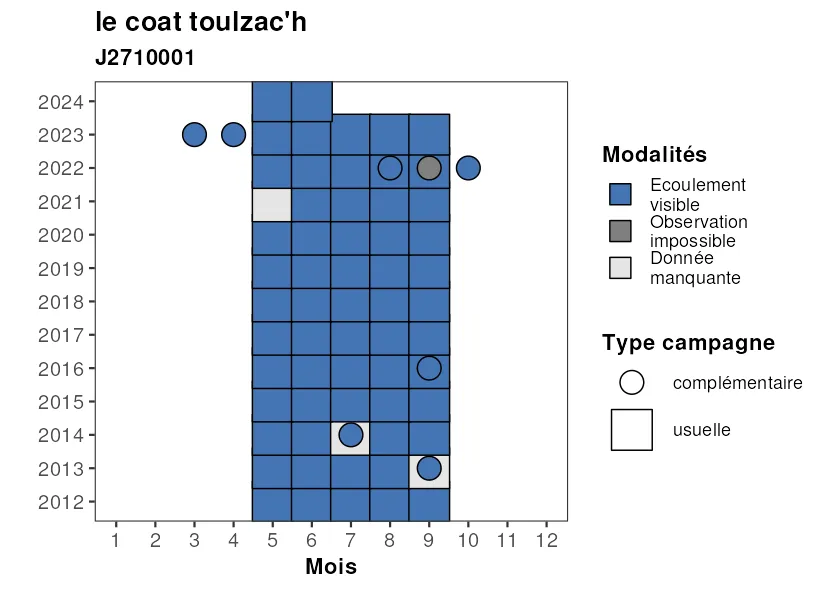 le coat toulzac'h
J2710001
2024
2023
2022
2021
2020
2019
2018
2017
2016
2015
2014
2013
2012
1 2 3 4 5 6 7 8 9 10 11 12
Mois
Modalités
Ecoulement
visible
Observation
impossible
Donnée
manquante
Type campagne
complémentaire
usuelle